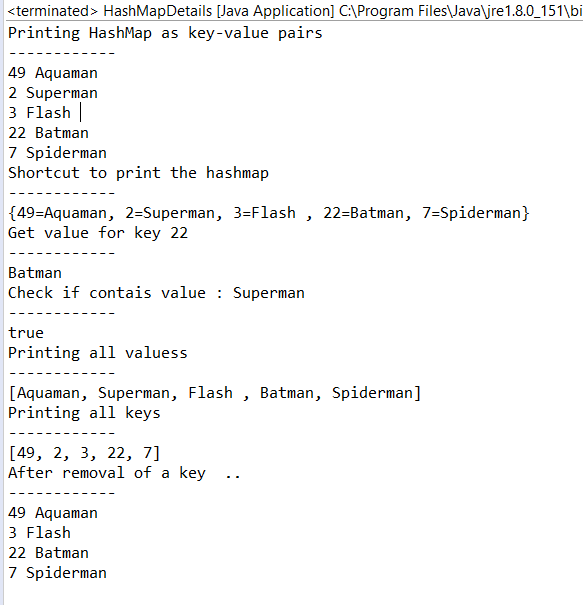 <terminated> HashMapDetails [Java Application] C:\Program Files\Java\jre1.8.0_151\bi
Printing HashMap as key-value pairs
------------
49 Aquaman
2 Superman
3 Flash
22 Batman
7 Spiderman
Shortcut to print the hashmap
------------
{49=Aquaman, 2=Superman, 3=Flash , 22=Batman, 7=Spiderman}
Get value for key 22
------------
Batman
Check if contais value : Superman
------------
true
Printing all valuess
------------
[Aquaman, Superman, Flash , Batman, Spiderman]
Printing all keys
------------
[49, 2, 3, 22, 7]
After removal of a key  ..
------------
49 Aquaman
3 Flash
22 Batman
7 Spiderman